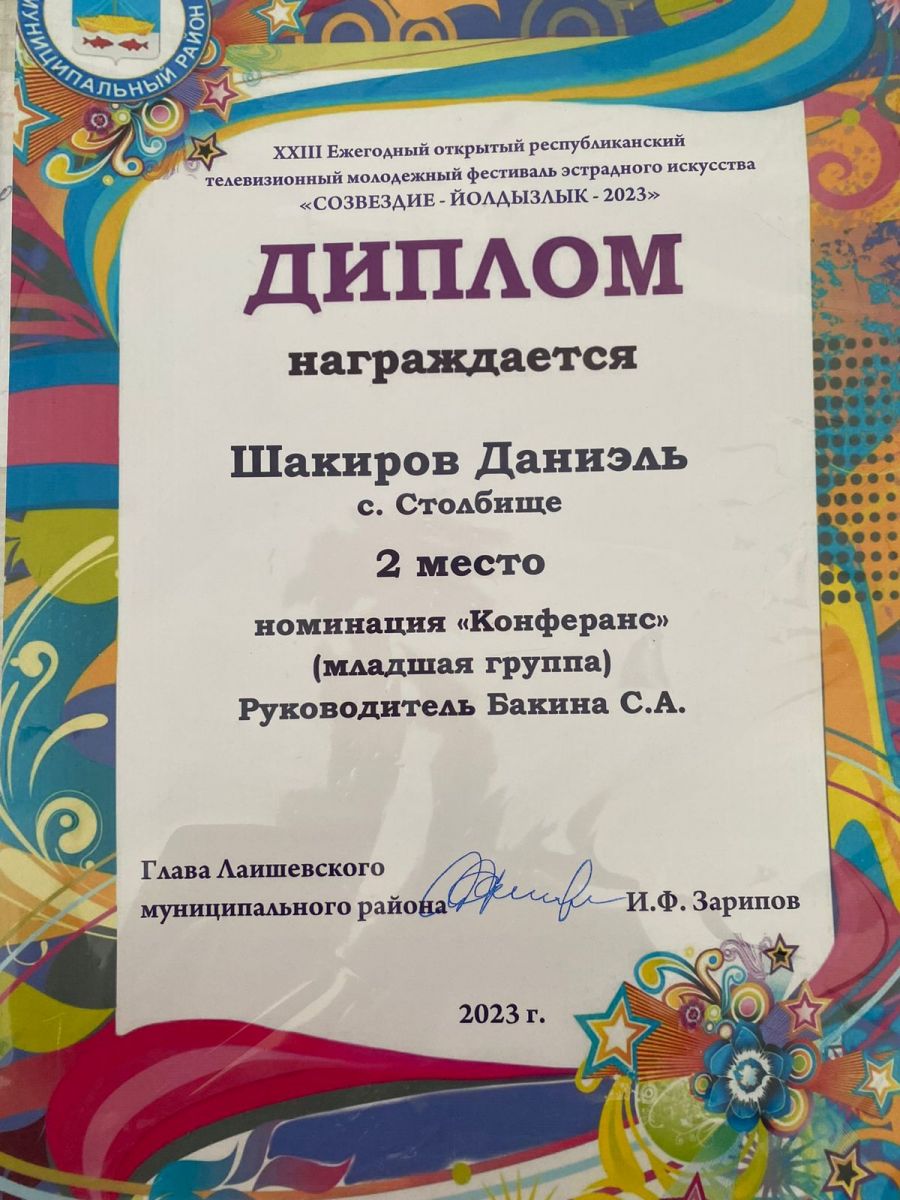 МУНИЦИПАЛЬНЫЙ РАЙОН
XXIII Ежегодный открытый республиканский
телевизионный молодежный фестиваль эстрадного искусства
«СОЗВЕЗДИЕ - ЙОЛДЫЗЛЫК - 2023»
ДИПЛОМ
награждается
Шакиров Даниэль
с. Столбище
2 место
номинация «Конферанс»
(младшая группа)
Руководитель Бакина С.А.
Глава Лаишевского
муниципального района
И.Ф. Зарипов
2023 г.